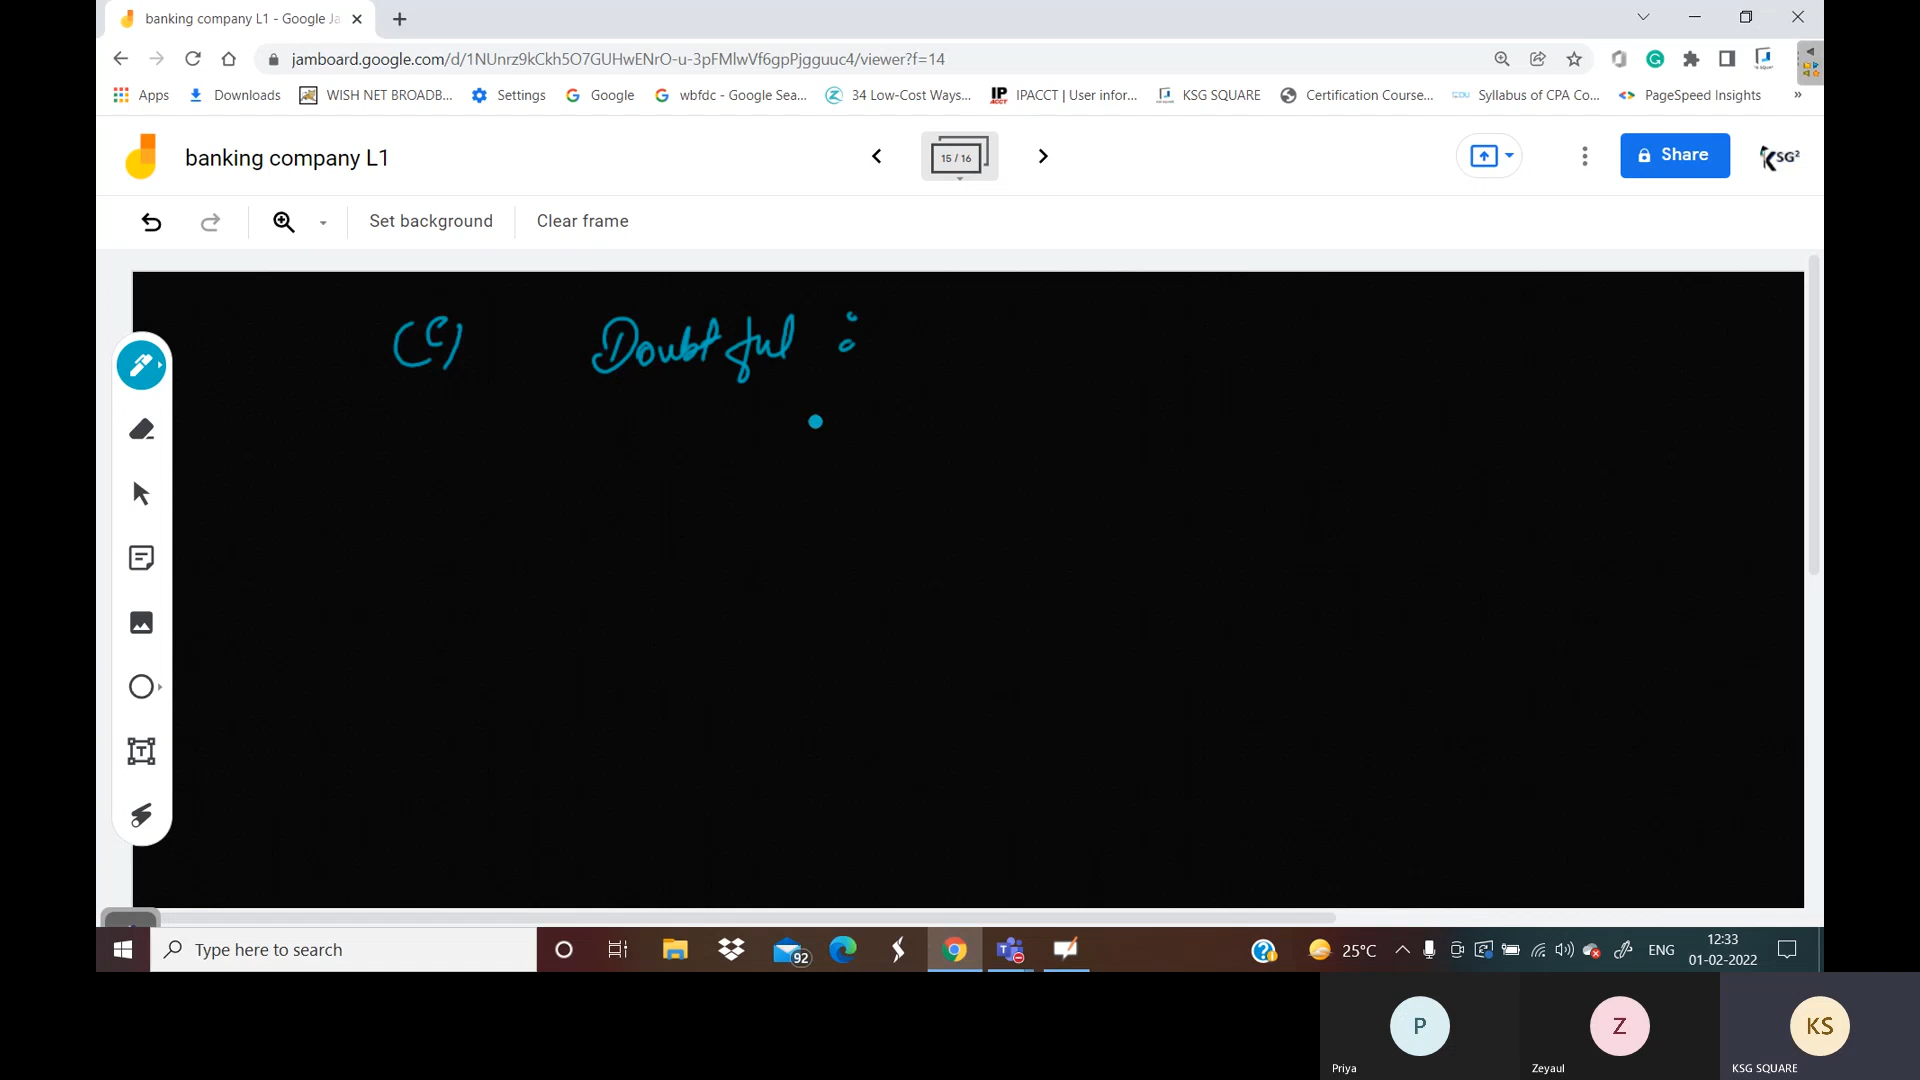 banking company L1 - Google Ja
jamboard.google.com/d/1NUnrz9kCkh5O7GUHwENrO-u-3pFMlwVf6gpPjgguuc4/viewer?f=14
Apps Downloads WISH NET BROADB... Settings Google wbfdc - Google Sea... 34 Low-Cost Ways... IP ACCT IPACCT | User infor... KSG SQUARE Certification Course... Syllabus of CPA Co... PageSpeed Insights »
banking company L1 15 / 16 Share KSG²
Set background Clear frame
(C) Doubtful :
Type here to search 92 25°C ENG 12:33
01-02-2022
P Z KS
Priya Zeyaul KSG SQUARE